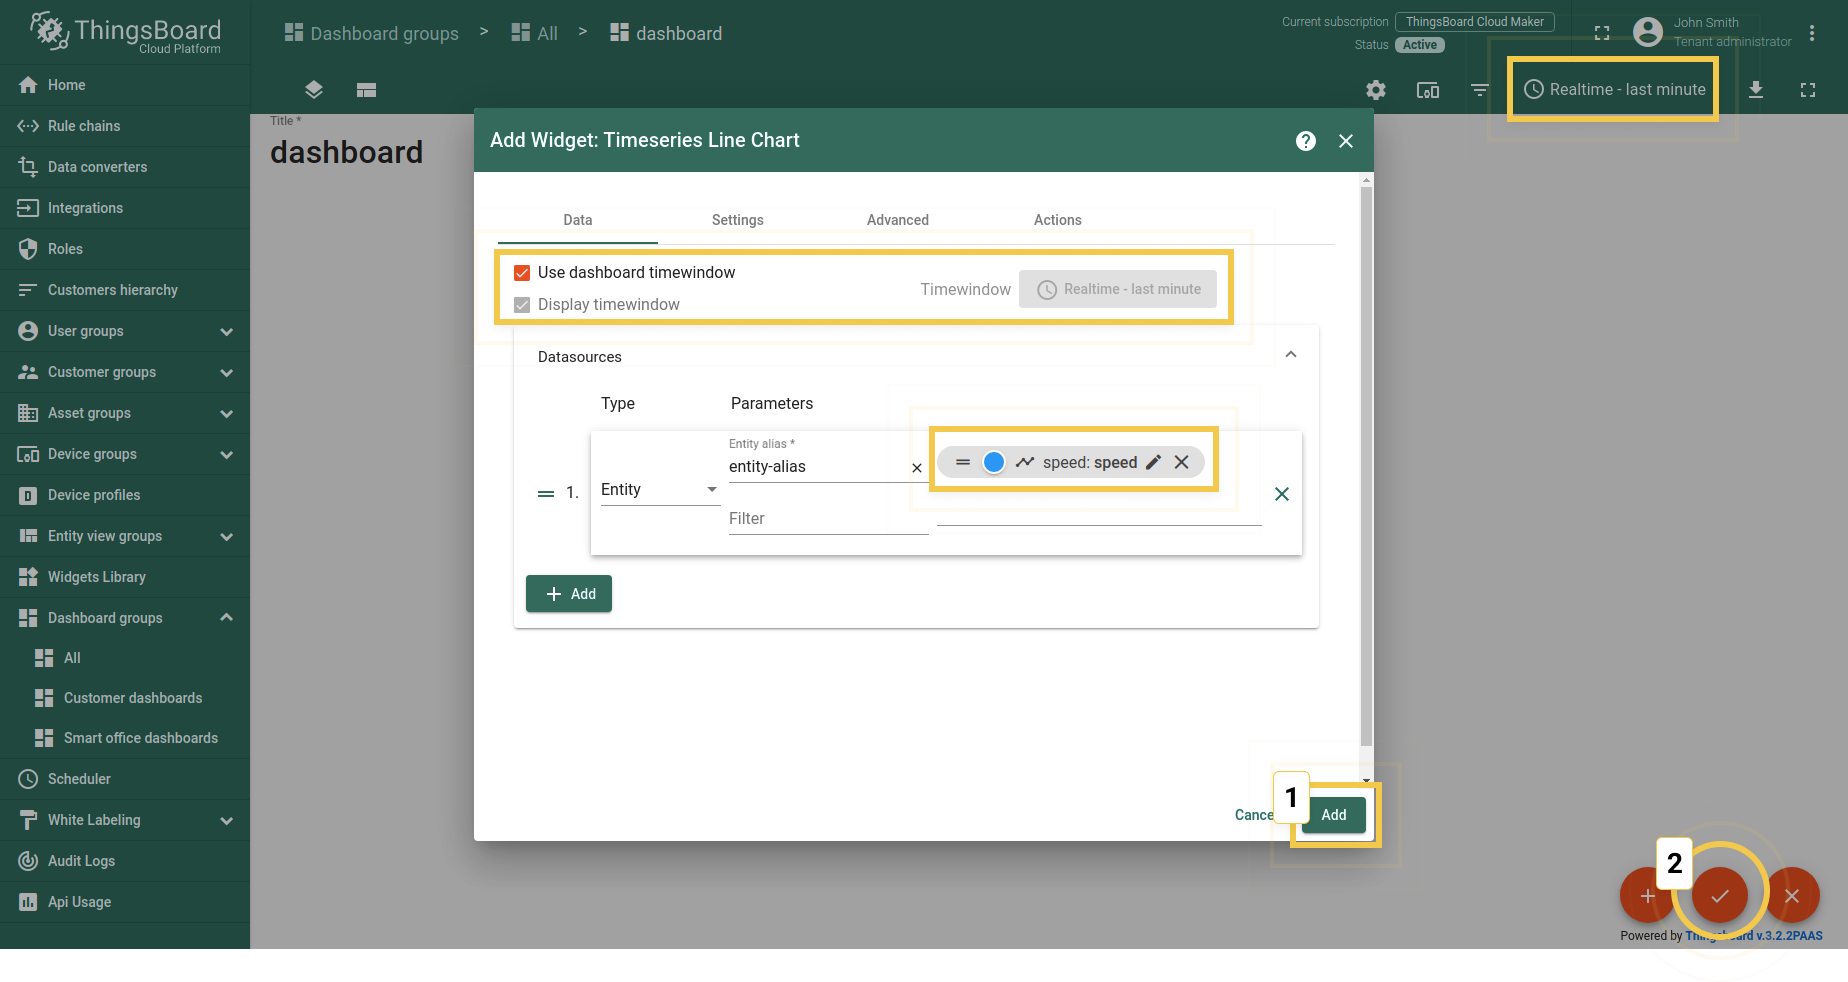 ThingsBoard
Cloud Platform
Home
Rule chains
Data converters
Integrations
Roles
Customers hierarchy
User groups
Customer groups
Asset groups
Device groups
Device profiles
Entity view groups
Widgets Library
Dashboard groups
All
Customer dashboards
Smart office dashboards
Scheduler
White Labeling
Audit Logs
Api Usage
Dashboard groups > All > dashboard
Current subscription ThingsBoard Cloud Maker
Status Active
John Smith
Tenant administrator
Realtime - last minute
Title *
dashboard
Add Widget: Timeseries Line Chart
Data Settings Advanced Actions
Use dashboard timewindow
Display timewindow
Timewindow Realtime - last minute
Datasources
Type Parameters
1. Entity
Entity alias *
entity-alias
speed: speed
Filter
+ Add
Cance
1
Add
2
Powered by Thingsboard v.3.2.2PAAS